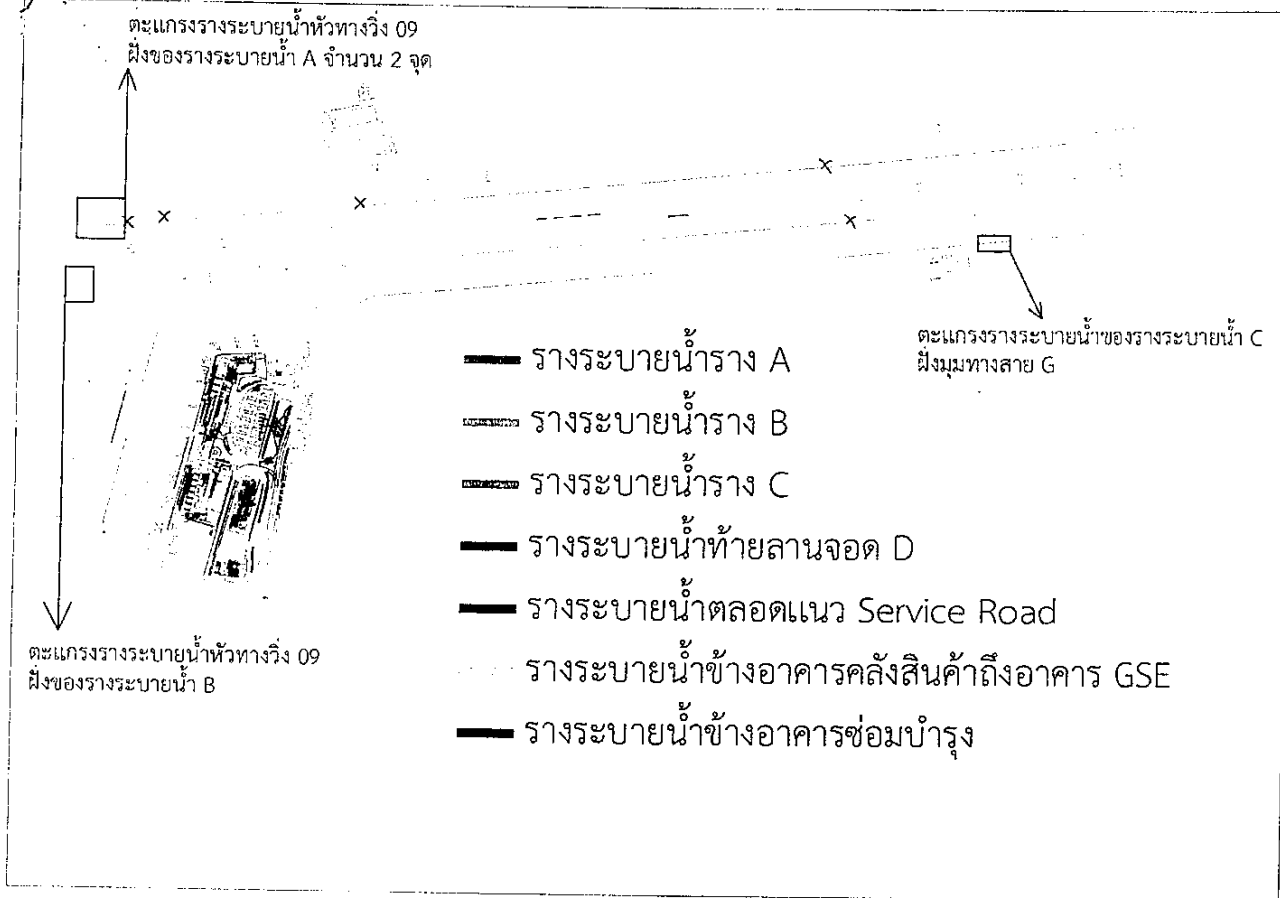 ตะแกรงรางระบายน้ำหัวทางวิ่ง 09
ฝั่งของรางระบายน้ำ A จำนวน 2 จุด
ตะแกรงรางระบายน้ำของรางระบายน้ำ C
ฝั่งมุมทางสาย G
รางระบายน้ำราง A
รางระบายน้ำราง B
รางระบายน้ำราง C
รางระบายน้ำท้ายลานจอด D
รางระบายน้ำตลอดแนว Service Road
รางระบายน้ำข้างอาคารคลังสินค้าถึงอาคาร GSE
รางระบายน้ำข้างอาคารซ่อมบำรุง
ตะแกรงรางระบายน้ำหัวทางวิ่ง 09
ฝั่งของรางระบายน้ำ B